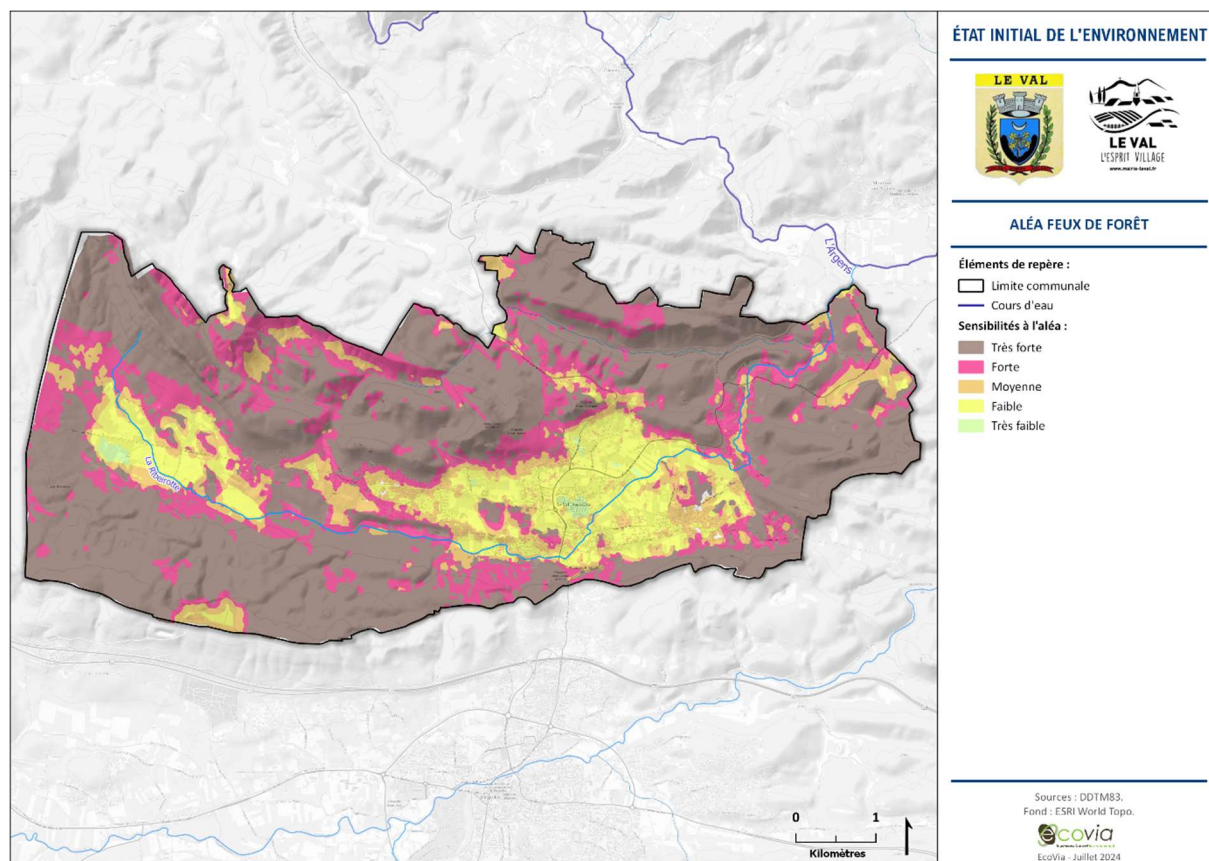 ÉTAT INITIAL DE L'ENVIRONNEMENT
LE VAL
LE VAL
L'ESPRIT VILLAGE
www.mairie-leval.fr
ALÉA FEUX DE FORÊT
Éléments de repère :
Limite communale
Cours d'eau
Sensibilités à l'aléa :
Très forte
Forte
Moyenne
Faible
Très faible
L'Argens
La Ribeirotte
0 1
Kilomètres
Sources : DDTM83.
Fond : ESRI World Topo.
écovia
EcoVia - Juillet 2024